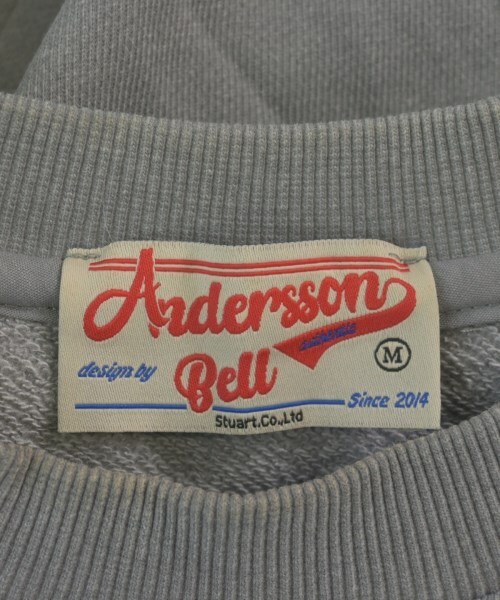 Andersson
design by Bell
M
Since 2014
Stuart.Co.,Ltd